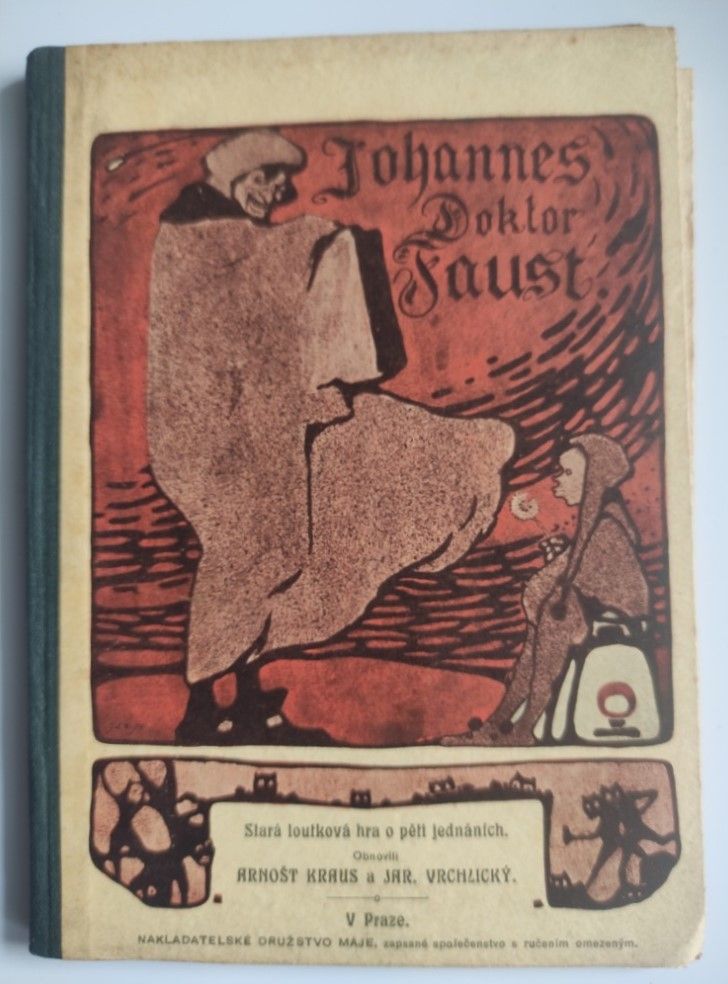 Johannes
Doktor
Faust.
Stará loutková hra o pěti jednáních.
Obnovili
ARNOŠT KRAUS a JAR. VRCHLICKÝ.
V Praze.
NAKLADATELSKÉ DRUŽSTVO MÁJE, zapsané společenstvo s ručením omezeným.